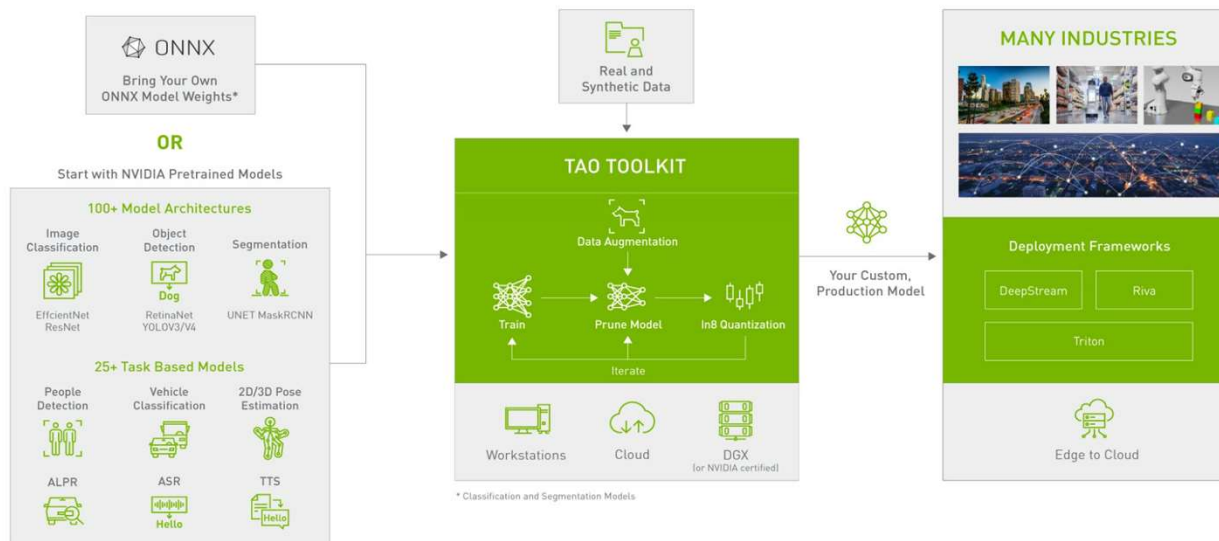 ONNX
Bring Your Own
ONNX Model Weights*
OR
Start with NVIDIA Pretrained Models
100+ Model Architectures
Image
Classification
Object
Detection
Segmentation
Dog
EffcientNet
ResNet
RetinaNet
YOLOV3/V4
UNET MaskRCNN
25+ Task Based Models
People
Detection
Vehicle
Classification
2D/3D Pose
Estimation
ALPR
ASR
TTS
Hello
Hello
Real and
Synthetic Data
TAO TOOLKIT
Data Augmentation
Train
Prune Model
In8 Quantization
Iterate
Workstations
Cloud
DGX
(or NVIDIA certified)
* Classification and Segmentation Models
Your Custom,
Production Model
MANY INDUSTRIES
Deployment Frameworks
DeepStream
Riva
Triton
Edge to Cloud